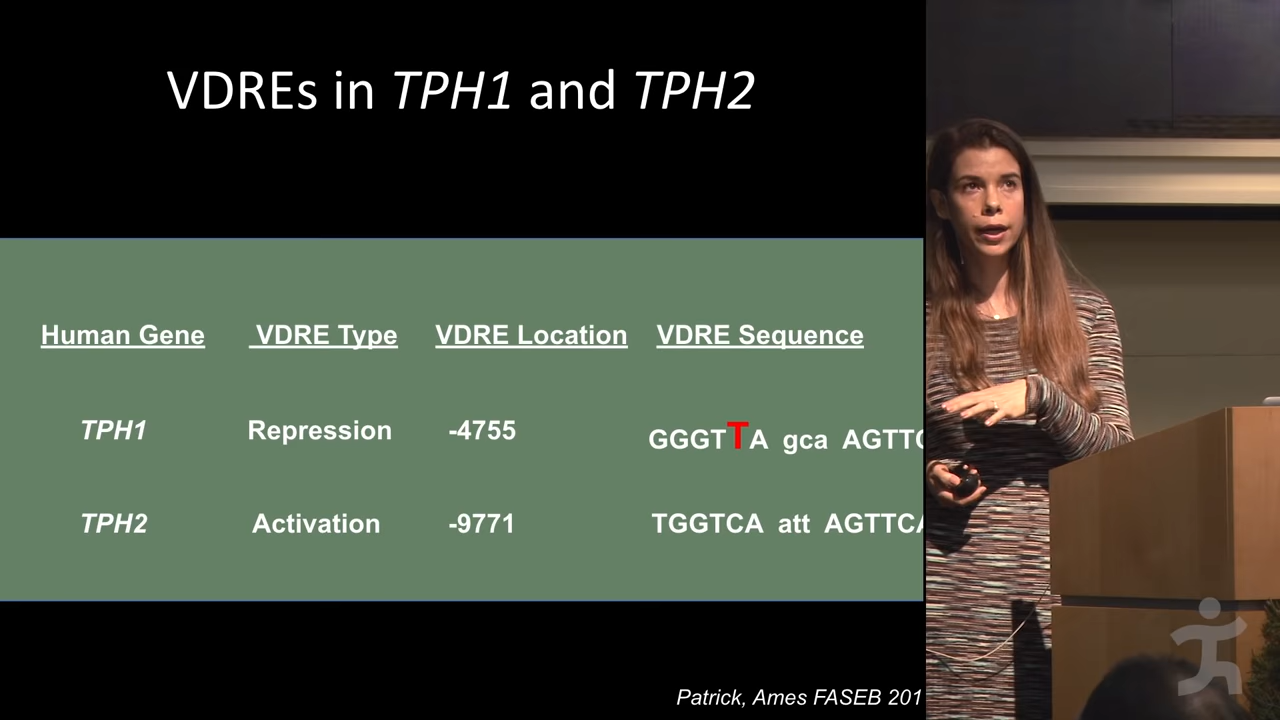 VDREs in TPH1 and TPH2
Human Gene VDRE Type VDRE Location VDRE Sequence
TPH1 Repression -4755 GGGTTA gca AGTTC
TPH2 Activation -9771 TGGTCA att AGTTCA
Patrick, Ames FASEB 201